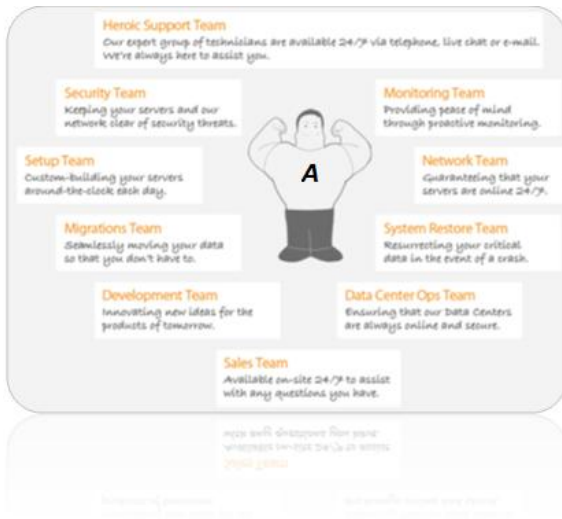 Heroic Support Team
Our expert group of technicians are available 24/7 via telephone, live chat or e-mail.
We're always here to assist you.
Security Team
Keeping your servers and our
network clear of security threats.
Monitoring Team
Providing peace of mind
through proactive monitoring.
A
Setup Team
Custom-building your servers
around-the-clock each day.
Network Team
Guaranteeing that your
servers are online 24/7.
Migrations Team
Seamlessly moving your data
so that you don't have to.
System Restore Team
Resurrecting your critical
data in the event of a crash.
Development Team
Innovating new ideas for the
products of tomorrow.
Data Center Ops Team
Ensuring that our Data Centers
are always online and secure.
Sales Team
Available on-site 24/7 to assist
with any questions you have.